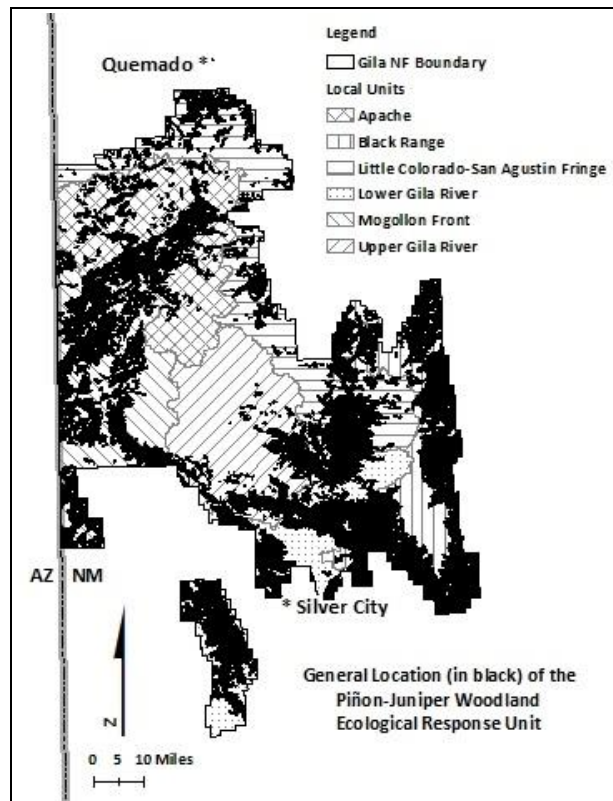 Legend
Quemado *
Gila NF Boundary
Local Units
Apache
Black Range
Little Colorado-San Agustin Fringe
Lower Gila River
Mogollon Front
Upper Gila River
AZ NM
* Silver City
General Location (in black) of the
Piñon-Juniper Woodland
Ecological Response Unit
N
0 5 10 Miles